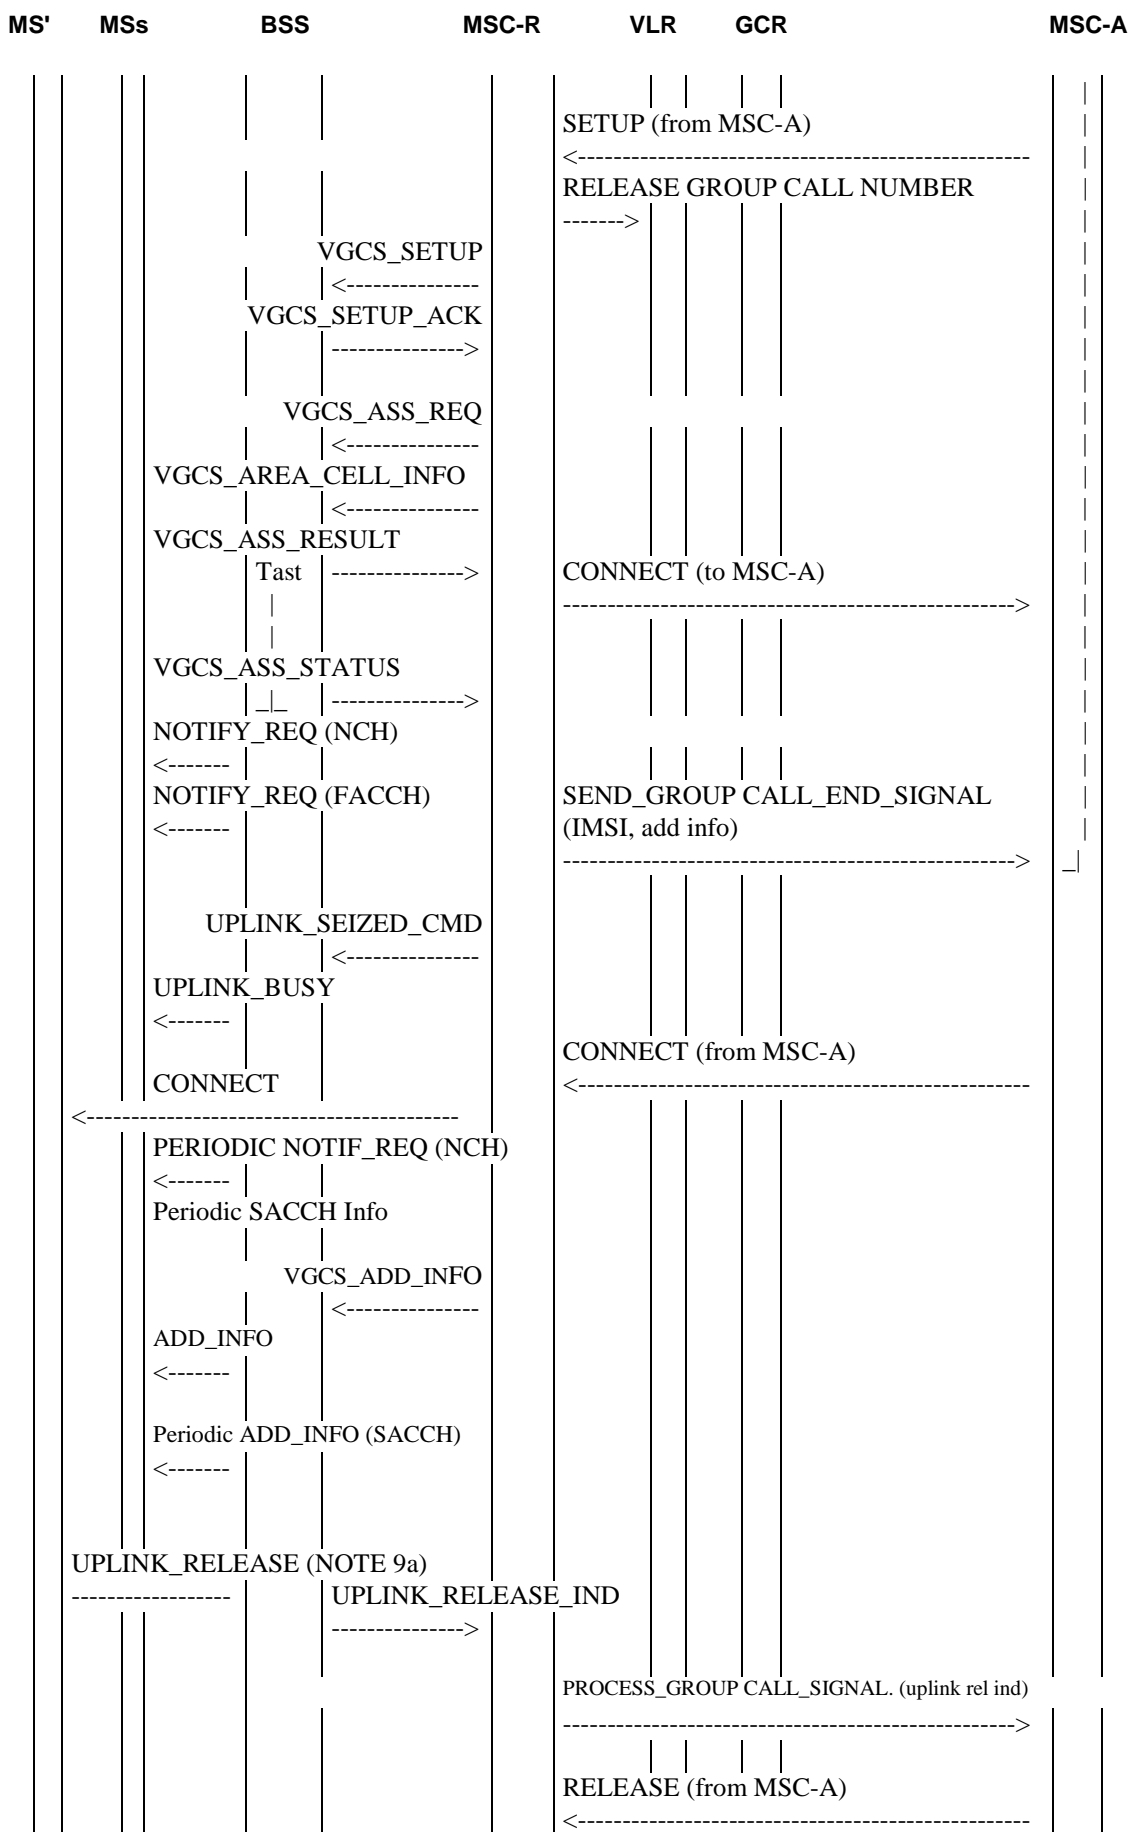 MS' MSs BSS MSC-R VLR GCR MSC-A
SETUP (from MSC-A)
RELEASE GROUP CALL NUMBER
VGCS_SETUP
VGCS_SETUP_ACK
VGCS_ASS_REQ
VGCS_AREA_CELL_INFO
VGCS_ASS_RESULT
Tast CONNECT (to MSC-A)
VGCS_ASS_STATUS
NOTIFY_REQ (NCH)
NOTIFY_REQ (FACCH) SEND_GROUP CALL_END_SIGNAL
(IMSI, add info)
UPLINK_SEIZED_CMD
UPLINK_BUSY
CONNECT (from MSC-A)
CONNECT
PERIODIC NOTIF_REQ (NCH)
Periodic SACCH Info
VGCS_ADD_INFO
ADD_INFO
Periodic ADD_INFO (SACCH)
UPLINK_RELEASE (NOTE 9a)
UPLINK_RELEASE_IND
PROCESS_GROUP CALL_SIGNAL. (uplink rel ind)
RELEASE (from MSC-A)